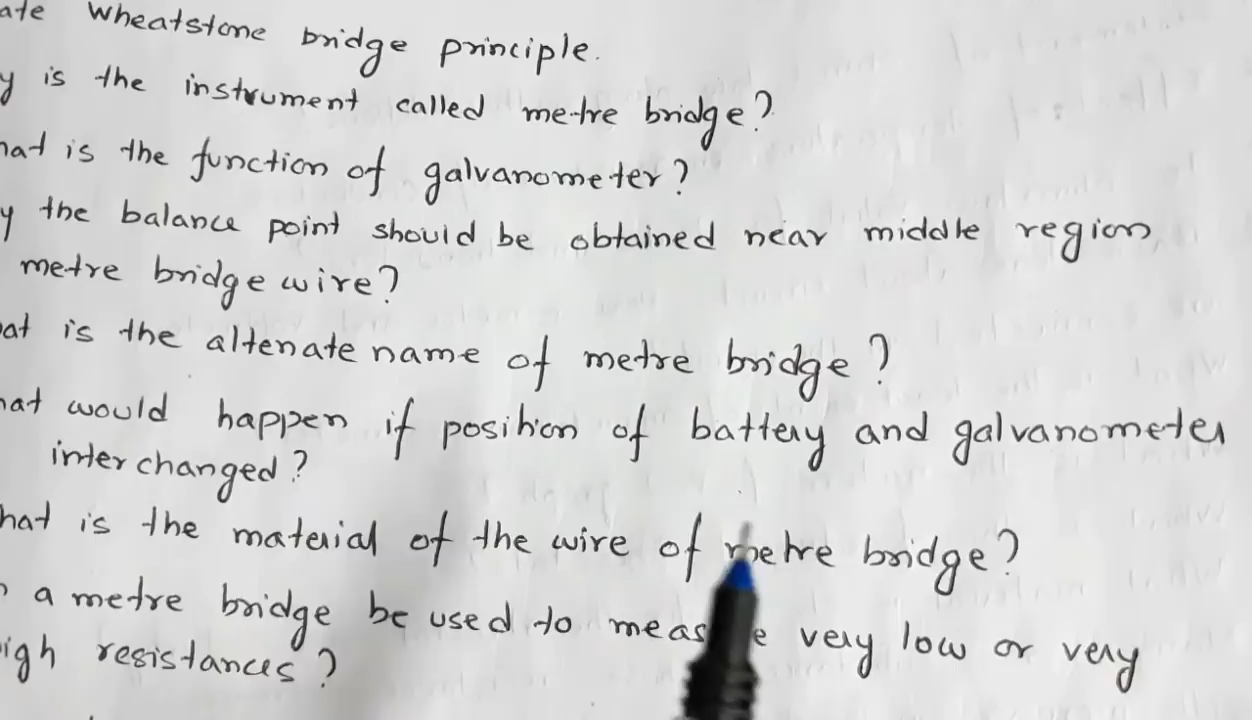 ate Wheatstone bridge principle.
y is the instrument called metre bridge?
hat is the function of galvanometer?
y the balance point should be obtained near middle region
metre bridge wire?
at is the altenate name of metre bridge?
hat would happen if position of battery and galvanometer
interchanged?
hat is the material of the wire of metre bridge?
a metre bridge be used to meas e very low or very
igh resistances?